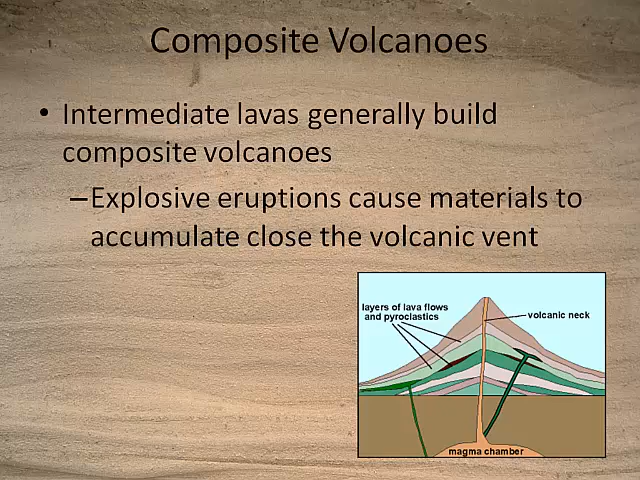 Composite Volcanoes
• Intermediate lavas generally build
composite volcanoes
–Explosive eruptions cause materials to
accumulate close the volcanic vent
layers of lava flows
and pyroclastics
volcanic neck
magma chamber